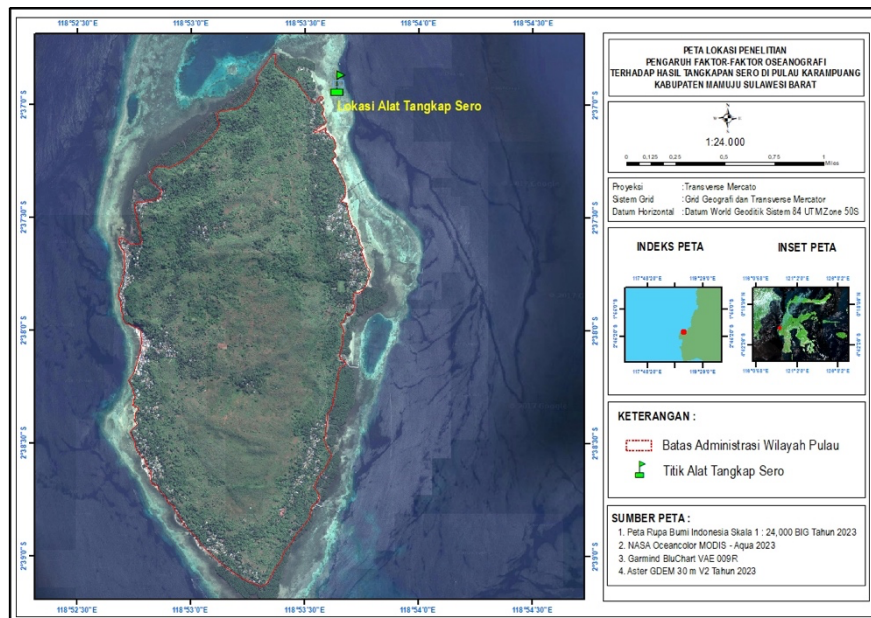 118°52'30"E 118°53'0"E 118°53'30"E 118°54'0"E 118°54'30"E
2°37'0"S 2°37'0"S
2°37'30"S 2°37'30"S
2°38'0"S 2°38'0"S
2°38'30"S 2°38'30"S
2°39'0"S 2°39'0"S
118°52'30"E 118°53'0"E 118°53'30"E 118°54'0"E 118°54'30"E
Lokasi Alat Tangkap Sero
PETA LOKASI PENELITIAN
PENGARUH FAKTOR-FAKTOR OSEANOGRAFI
TERHADAP HASIL TANGKAPAN SERO DI PULAU KARAMPUANG
KABUPATEN MAMUJU SULAWESI BARAT
1:24.000
0 0,125 0,25 0,5 0,75 1
Miles
Proyeksi : Transverse Mercato
Sistem Grid : Grid Geografi dan Transverse Mercator
Datum Horizontal : Datum World Geoditik Sistem 84 UTM Zone 50S
INDEKS PETA INSET PETA
KETERANGAN :
Batas Administrasi Wilayah Pulau
Titik Alat Tangkap Sero
SUMBER PETA :
1. Peta Rupa Bumi Indonesia Skala 1 : 24,000 BIG Tahun 2023
2. NASA Oceancolor MODIS - Aqua 2023
3. Garmind BluChart VAE 009R
4. Aster GDEM 30 m V2 Tahun 2023